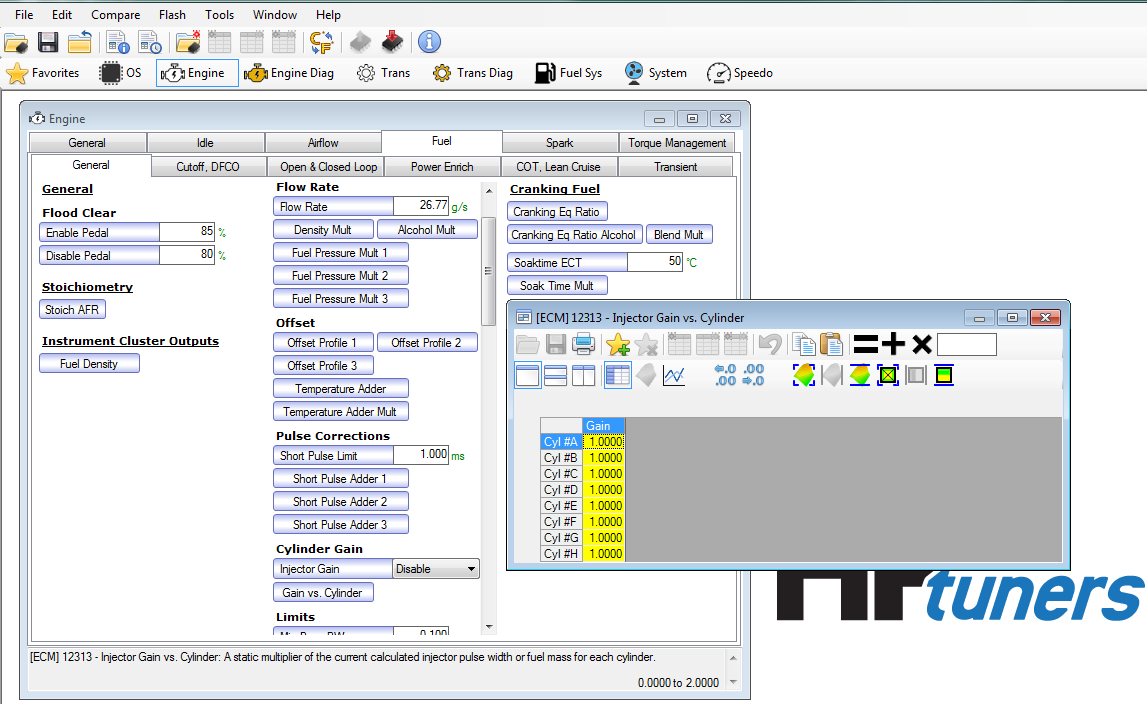 File Edit Compare Flash Tools Window Help
Favorites OS Engine Engine Diag Trans Trans Diag Fuel Sys System Speedo
Engine
General Idle Airflow Fuel Spark Torque Management
General Cutoff, DFCO Open & Closed Loop Power Enrich COT, Lean Cruise Transient
General
Flood Clear
Enable Pedal 85 %
Disable Pedal 80 %
Stoichiometry
Stoich AFR
Instrument Cluster Outputs
Fuel Density
Flow Rate
Flow Rate 26.77 g/s
Density Mult Alcohol Mult
Fuel Pressure Mult 1
Fuel Pressure Mult 2
Fuel Pressure Mult 3
Offset
Offset Profile 1 Offset Profile 2
Offset Profile 3
Temperature Adder
Temperature Adder Mult
Pulse Corrections
Short Pulse Limit 1.000 ms
Short Pulse Adder 1
Short Pulse Adder 2
Short Pulse Adder 3
Cylinder Gain
Injector Gain Disable
Gain vs. Cylinder
Limits
Cranking Fuel
Cranking Eq Ratio
Cranking Eq Ratio Alcohol Blend Mult
Soaktime ECT 50 °C
Soak Time Mult
[ECM] 12313 - Injector Gain vs. Cylinder
Gain
Cyl #A 1.0000
Cyl #B 1.0000
Cyl #C 1.0000
Cyl #D 1.0000
Cyl #E 1.0000
Cyl #F 1.0000
Cyl #G 1.0000
Cyl #H 1.0000
tuners
[ECM] 12313 - Injector Gain vs. Cylinder: A static multiplier of the current calculated injector pulse width or fuel mass for each cylinder.
0.0000 to 2.0000